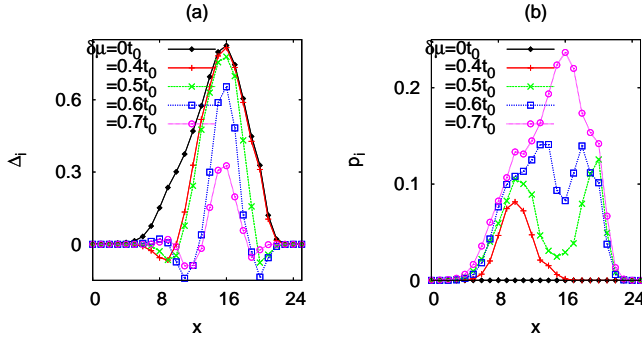 (a)
δμ=0t₀
=0.4t₀
=0.5t₀
=0.6t₀
=0.7t₀
0.6
0.3
0
Δᵢ
0 8 16 24
x
(b)
δμ=0t₀
=0.4t₀
=0.5t₀
=0.6t₀
=0.7t₀
0.2
0.1
0
pᵢ
0 8 16 24
x